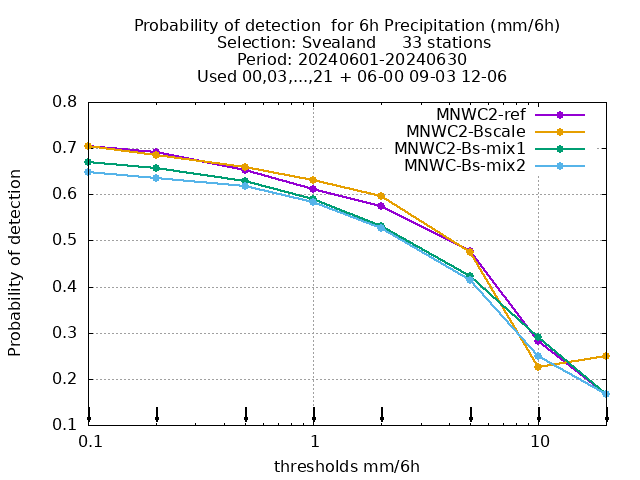 Probability of detection  for 6h Precipitation (mm/6h)
Selection: Svealand     33 stations
Period: 20240601-20240630
Used 00,03,...,21 + 06-00 09-03 12-06
MNWC2-ref
MNWC2-Bscale
MNWC2-Bs-mix1
MNWC-Bs-mix2
Probability of detection
0.8
0.7
0.6
0.5
0.4
0.3
0.2
0.1
0.1 1 10
thresholds mm/6h